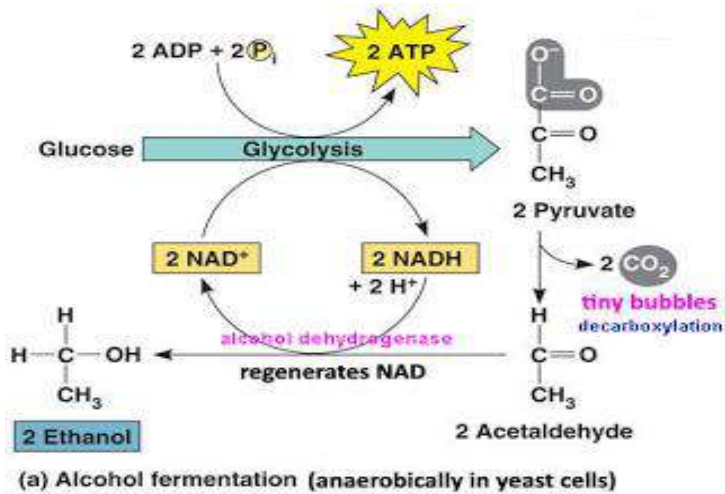 2 ADP + 2 Pi
2 ATP
O⁻
C=O
C=O
CH3
Glucose
Glycolysis
2 Pyruvate
2 NAD⁺
2 NADH
+ 2 H⁺
2 CO2
tiny bubbles
decarboxylation
H
H—C—OH
CH3
alcohol dehydrogenase
regenerates NAD
H
C=O
CH3
2 Ethanol
2 Acetaldehyde
(a) Alcohol fermentation (anaerobically in yeast cells)